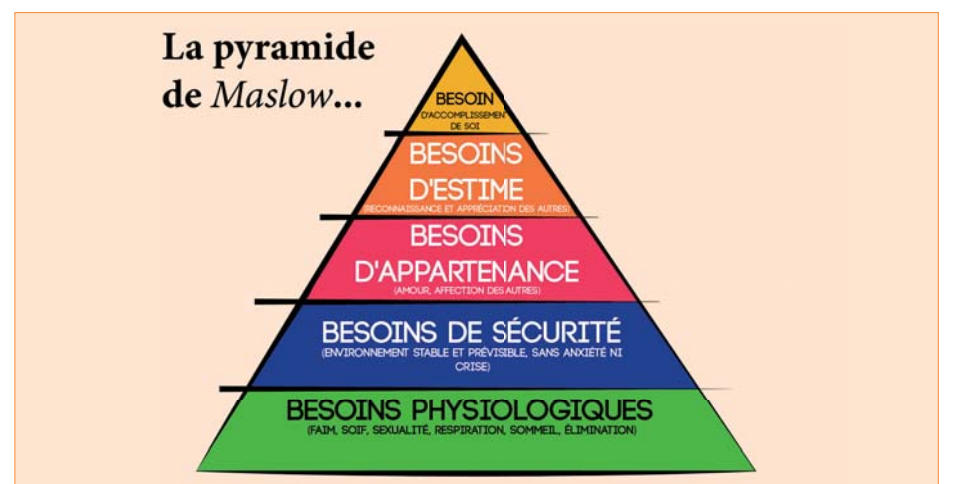 La pyramide
de Maslow...
BESOIN
D'ACCOMPLISSEMEN
DE SOI
BESOINS
D'ESTIME
(RECONNAISSANCE ET APPRÉCIATION DES AUTRES)
BESOINS
D'APPARTENANCE
(AMOUR, AFFECTION DES AUTRES)
BESOINS DE SÉCURITÉ
(ENVIRONNEMENT STABLE ET PRÉVISIBLE, SANS ANXIÉTÉ NI
CRISE)
BESOINS PHYSIOLOGIQUES
(FAIM, SOIF, SEXUALITÉ, RESPIRATION, SOMMEIL, ÉLIMINATION)